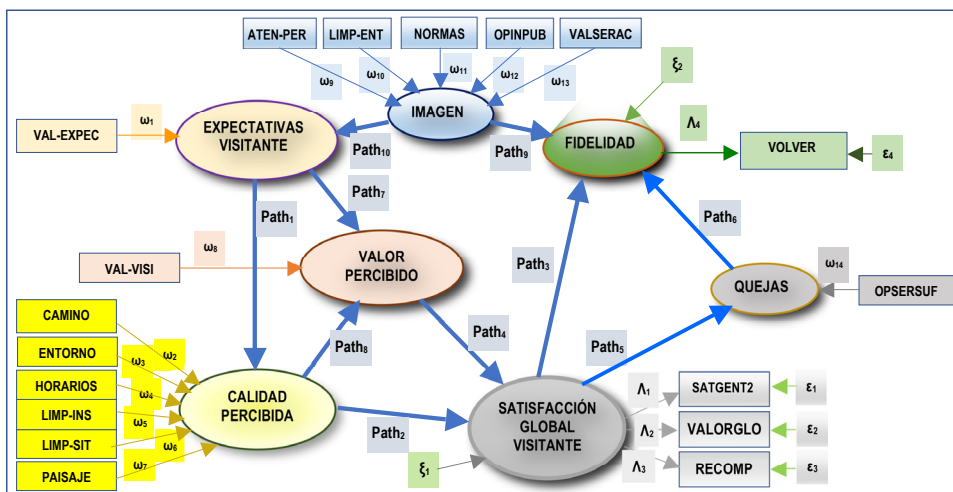 ATEN-PER
LIMP-ENT
NORMAS
OPINPUB
VALSERAC
ω₉
ω₁₀
ω₁₁
ω₁₂
ω₁₃
ξ₂
IMAGEN
VAL-EXPEC
ω₁
EXPECTATIVAS
VISITANTE
Path₁₀
Path₉
FIDELIDAD
Λ₄
VOLVER
ε₄
Path₁
Path₇
Path₆
VAL-VISI
ω₈
VALOR
PERCIBIDO
Path₃
QUEJAS
ω₁₄
OPSERSUF
CAMINO
ENTORNO
HORARIOS
LIMP-INS
LIMP-SIT
PAISAJE
ω₂
ω₃
ω₄
ω₅
ω₆
ω₇
CALIDAD
PERCIBIDA
Path₈
Path₄
Path₅
Path₂
SATISFACCIÓN
GLOBAL
VISITANTE
ξ₁
Λ₁
SATGENT2
ε₁
Λ₂
VALORGLO
ε₂
Λ₃
RECOMP
ε₃